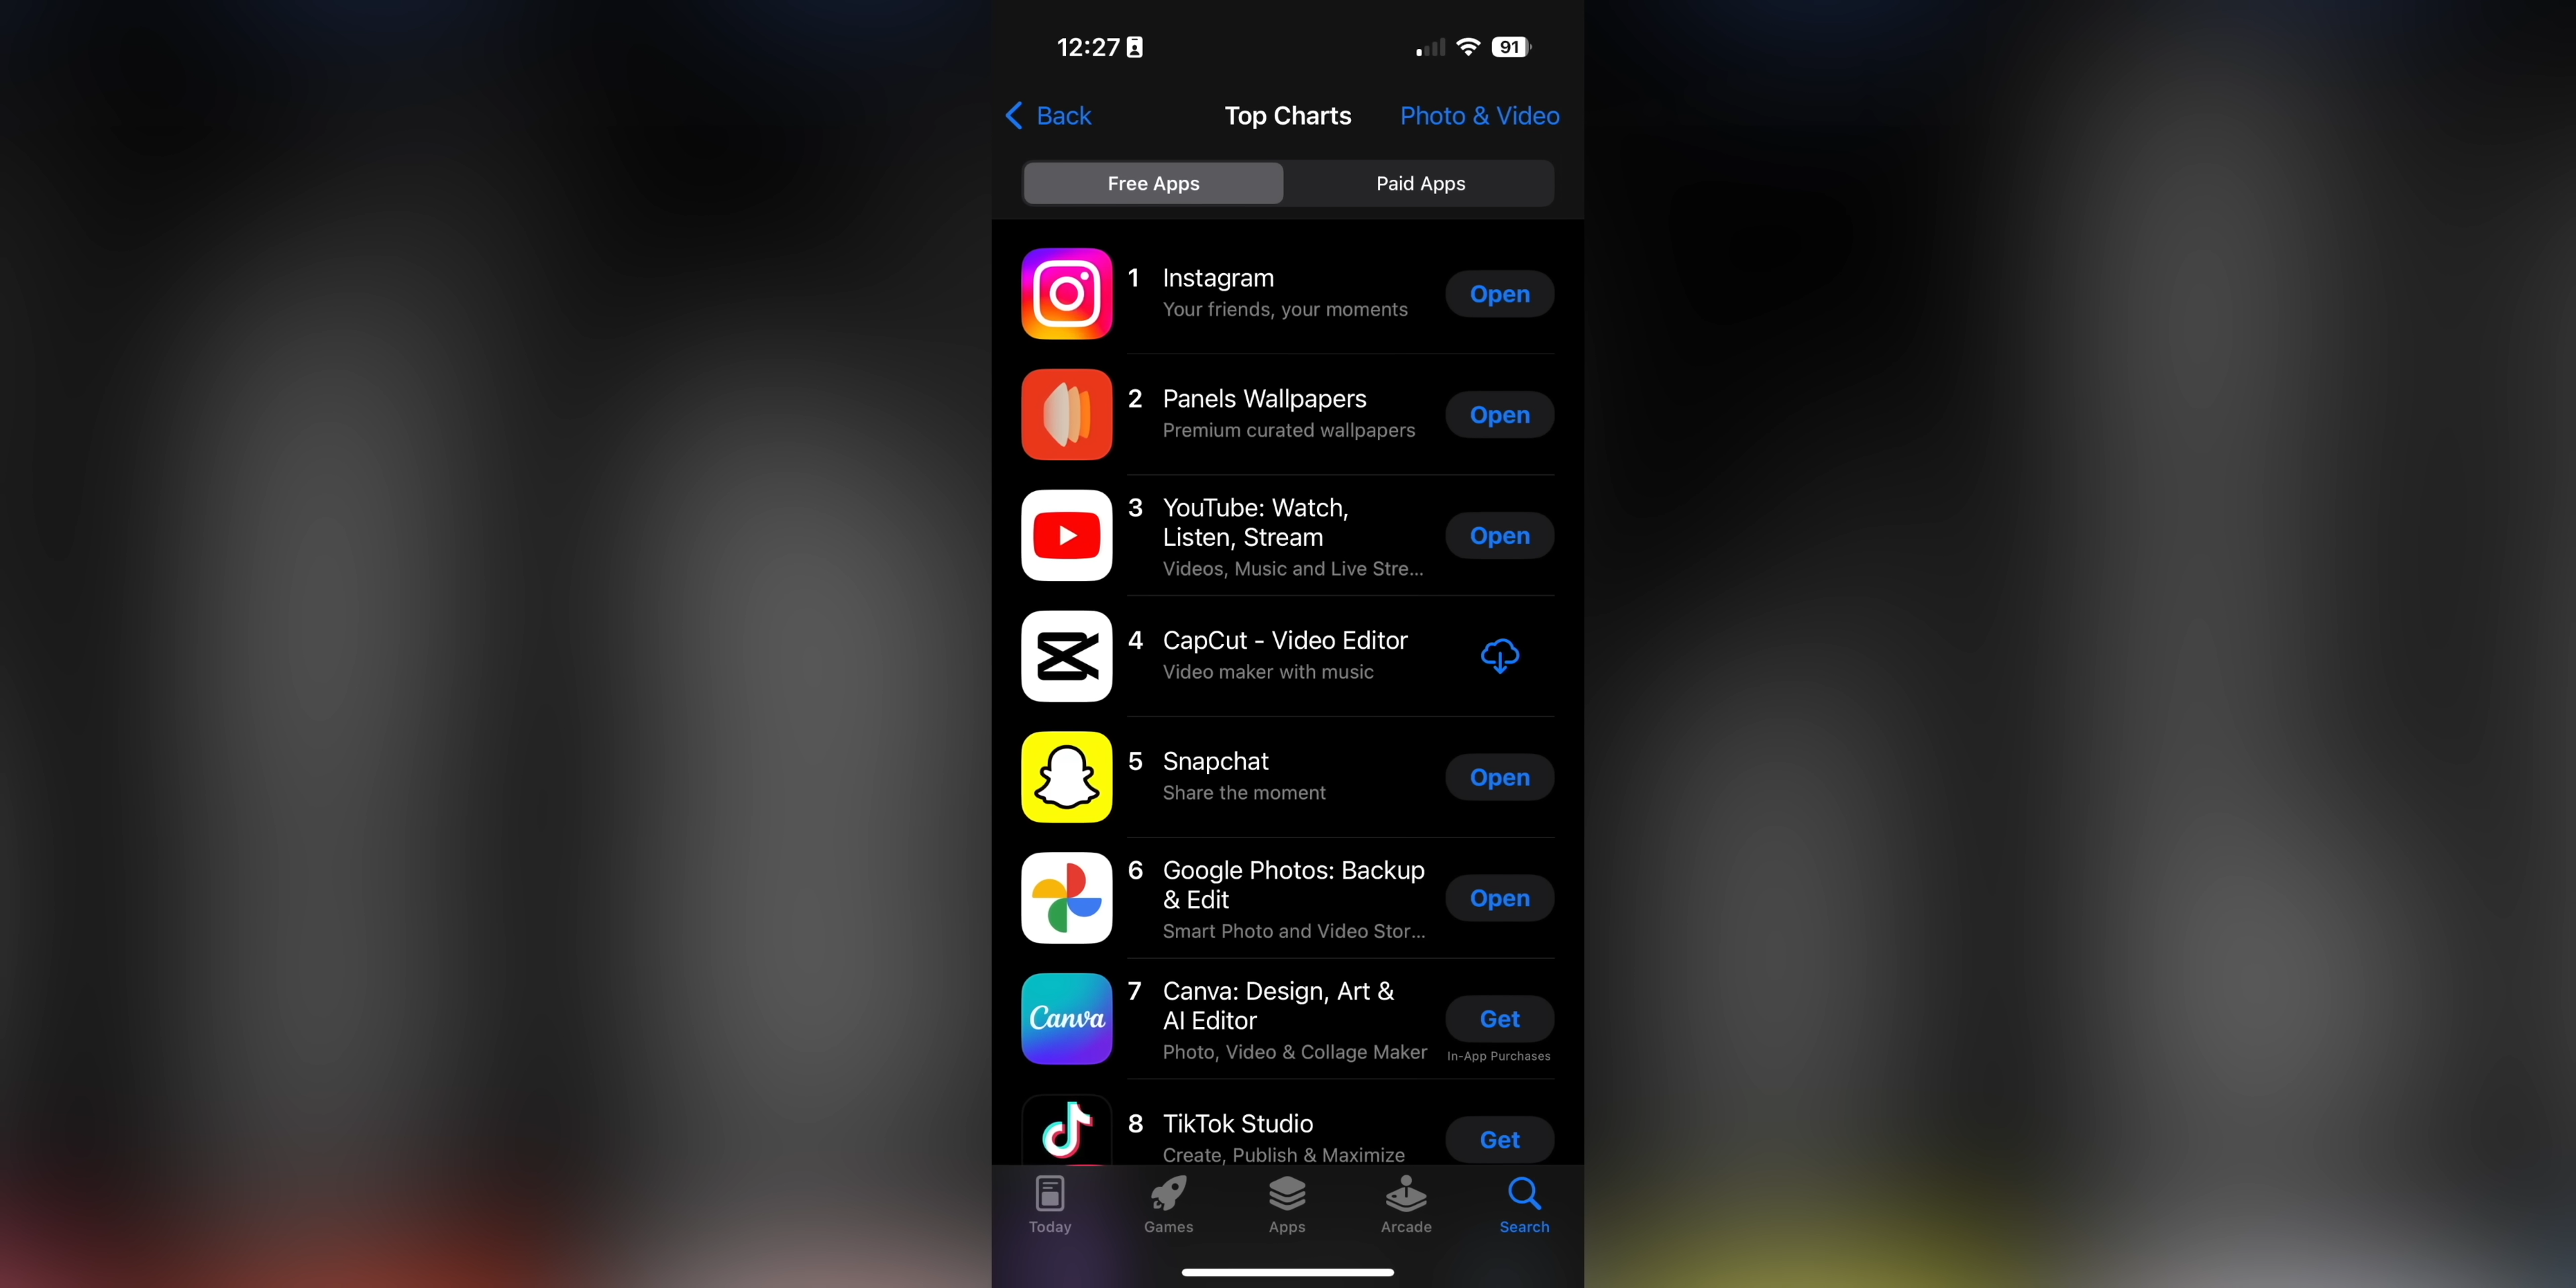 12:27
91
Back
Top Charts
Photo & Video
Free Apps
Paid Apps
1
Instagram
Your friends, your moments
Open
2
Panels Wallpapers
Premium curated wallpapers
Open
3
YouTube: Watch,
Listen, Stream
Videos, Music and Live Stre...
Open
4
CapCut - Video Editor
Video maker with music
5
Snapchat
Share the moment
Open
6
Google Photos: Backup
& Edit
Smart Photo and Video Stor...
Open
Canva
7
Canva: Design, Art &
AI Editor
Photo, Video & Collage Maker
Get
In-App Purchases
8
TikTok Studio
Create, Publish & Maximize
Get
Today
Games
Apps
Arcade
Search